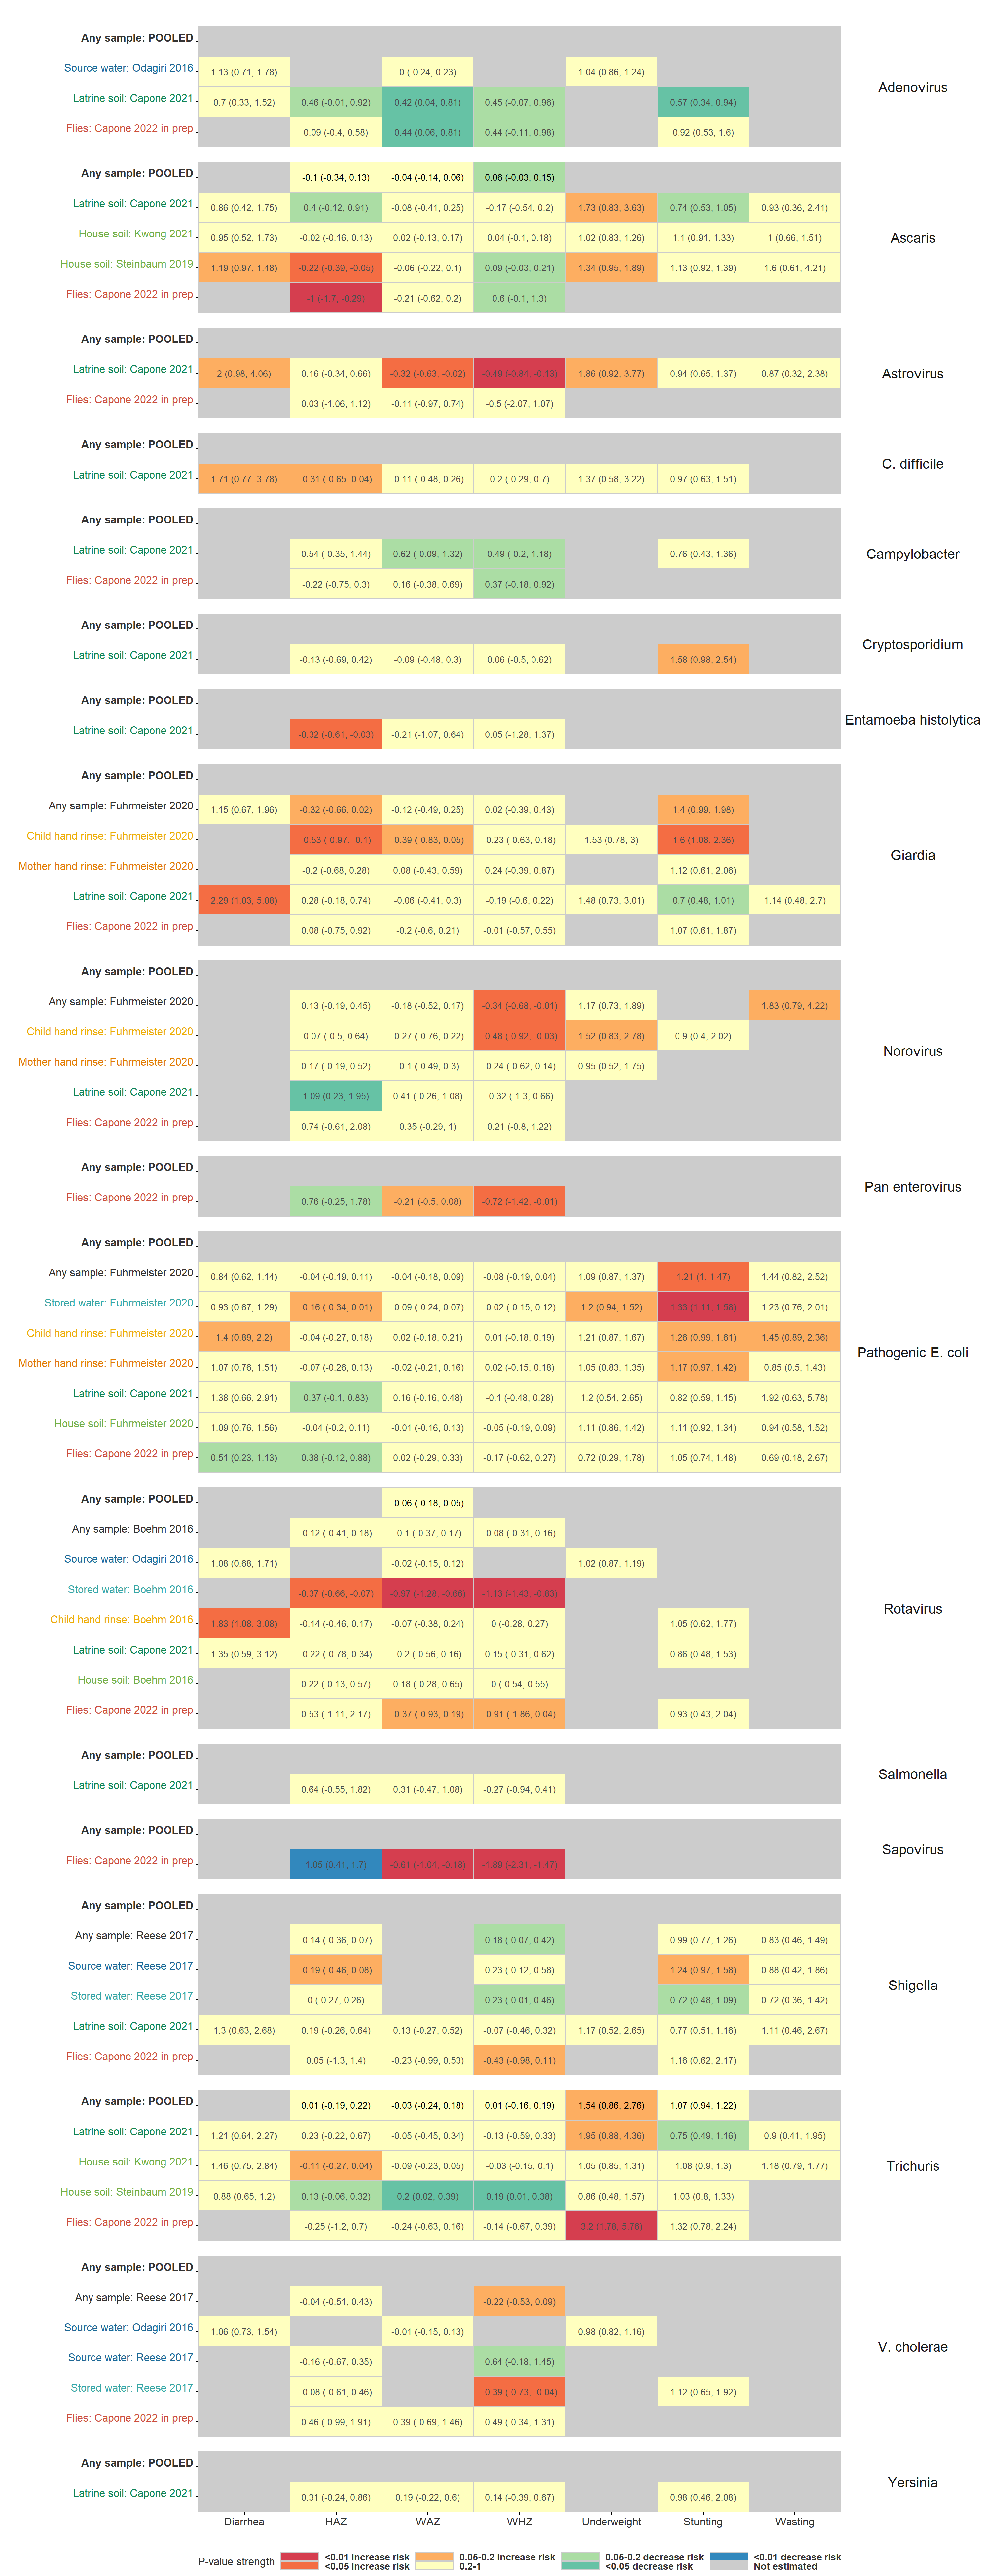 Any sample: POOLED
Source water: Odagiri 2016 1.13 (0.71, 1.78) 0 (-0.24, 0.23) 1.04 (0.86, 1.24)
Adenovirus
Latrine soil: Capone 2021 0.7 (0.33, 1.52) 0.46 (-0.01, 0.92) 0.42 (0.04, 0.81) 0.45 (-0.07, 0.96) 0.57 (0.34, 0.94)
Flies: Capone 2022 in prep 0.09 (-0.4, 0.58) 0.44 (0.06, 0.81) 0.44 (-0.11, 0.98) 0.92 (0.53, 1.6)
Any sample: POOLED -0.1 (-0.34, 0.13) -0.04 (-0.14, 0.06) 0.06 (-0.03, 0.15)
Latrine soil: Capone 2021 0.86 (0.42, 1.75) 0.4 (-0.12, 0.91) -0.08 (-0.41, 0.25) -0.17 (-0.54, 0.2) 1.73 (0.83, 3.63) 0.74 (0.53, 1.05) 0.93 (0.36, 2.41)
House soil: Kwong 2021 0.95 (0.52, 1.73) -0.02 (-0.16, 0.13) 0.02 (-0.13, 0.17) 0.04 (-0.1, 0.18) 1.02 (0.83, 1.26) 1.1 (0.91, 1.33) 1 (0.66, 1.51)
Ascaris
House soil: Steinbaum 2019 1.19 (0.97, 1.48) -0.22 (-0.39, -0.05) -0.06 (-0.22, 0.1) 0.09 (-0.03, 0.21) 1.34 (0.95, 1.89) 1.13 (0.92, 1.39) 1.6 (0.61, 4.21)
Flies: Capone 2022 in prep -1 (-1.7, -0.29) -0.21 (-0.62, 0.2) 0.6 (-0.1, 1.3)
Any sample: POOLED
Latrine soil: Capone 2021 2 (0.98, 4.06) 0.16 (-0.34, 0.66) -0.32 (-0.63, -0.02) -0.48 (-0.84, -0.13) 1.86 (0.92, 3.77) 0.94 (0.65, 1.37) 0.87 (0.32, 2.38)
Astrovirus
Flies: Capone 2022 in prep 0.03 (-1.06, 1.12) -0.11 (-0.97, 0.74) -0.5 (-2.07, 1.07)
Any sample: POOLED
C. difficile
Latrine soil: Capone 2021 1.71 (0.77, 3.78) -0.31 (-0.65, 0.04) -0.11 (-0.48, 0.26) 0.2 (-0.29, 0.7) 1.37 (0.58, 3.22) 0.97 (0.63, 1.51)
Any sample: POOLED
Latrine soil: Capone 2021 0.54 (-0.35, 1.44) 0.62 (-0.09, 1.32) 0.49 (-0.2, 1.18) 0.76 (0.43, 1.36)
Campylobacter
Flies: Capone 2022 in prep -0.22 (-0.75, 0.3) 0.16 (-0.38, 0.69) 0.37 (-0.18, 0.92)
Any sample: POOLED
Cryptosporidium
Latrine soil: Capone 2021 -0.13 (-0.69, 0.42) -0.09 (-0.48, 0.3) 0.06 (-0.5, 0.62) 1.58 (0.98, 2.54)
Any sample: POOLED
Entamoeba histolytica
Latrine soil: Capone 2021 -0.32 (-0.61, -0.03) -0.21 (-1.07, 0.64) 0.05 (-1.28, 1.37)
Any sample: POOLED
Any sample: Fuhrmeister 2020 1.15 (0.67, 1.96) -0.32 (-0.66, 0.02) -0.12 (-0.49, 0.25) 0.02 (-0.39, 0.43) 1.4 (0.99, 1.98)
Child hand rinse: Fuhrmeister 2020 -0.53 (-0.97, -0.1) -0.39 (-0.83, 0.05) -0.23 (-0.63, 0.18) 1.53 (0.78, 3) 1.6 (1.08, 2.36)
Giardia
Mother hand rinse: Fuhrmeister 2020 -0.2 (-0.68, 0.28) 0.08 (-0.43, 0.59) 0.24 (-0.39, 0.87) 1.12 (0.61, 2.06)
Latrine soil: Capone 2021 2.29 (1.03, 5.08) 0.28 (-0.18, 0.74) -0.06 (-0.41, 0.3) -0.19 (-0.6, 0.22) 1.48 (0.73, 3.01) 0.7 (0.48, 1.01) 1.14 (0.48, 2.7)
Flies: Capone 2022 in prep 0.08 (-0.75, 0.92) -0.2 (-0.6, 0.21) -0.01 (-0.57, 0.55) 1.07 (0.61, 1.87)
Any sample: POOLED
Any sample: Fuhrmeister 2020 0.13 (-0.19, 0.45) -0.18 (-0.52, 0.17) -0.34 (-0.68, -0.01) 1.17 (0.73, 1.89) 1.83 (0.79, 4.22)
Child hand rinse: Fuhrmeister 2020 0.07 (-0.5, 0.64) -0.27 (-0.76, 0.22) -0.48 (-0.92, -0.03) 1.52 (0.83, 2.78) 0.9 (0.4, 2.02)
Norovirus
Mother hand rinse: Fuhrmeister 2020 0.17 (-0.19, 0.52) -0.1 (-0.49, 0.3) -0.24 (-0.62, 0.14) 0.95 (0.52, 1.75)
Latrine soil: Capone 2021 1.09 (0.23, 1.95) 0.41 (-0.26, 1.08) -0.32 (-1.3, 0.66)
Flies: Capone 2022 in prep 0.74 (-0.61, 2.08) 0.35 (-0.29, 1) 0.21 (-0.8, 1.22)
Any sample: POOLED
Pan enterovirus
Flies: Capone 2022 in prep 0.76 (-0.25, 1.78) -0.21 (-0.5, 0.08) -0.72 (-1.42, -0.01)
Any sample: POOLED
Any sample: Fuhrmeister 2020 0.84 (0.62, 1.14) -0.04 (-0.19, 0.11) -0.04 (-0.18, 0.09) -0.08 (-0.19, 0.04) 1.09 (0.87, 1.37) 1.21 (1, 1.47) 1.44 (0.82, 2.52)
Stored water: Fuhrmeister 2020 0.93 (0.67, 1.29) -0.16 (-0.34, 0.01) -0.09 (-0.24, 0.07) -0.02 (-0.15, 0.12) 1.2 (0.94, 1.52) 1.33 (1.11, 1.58) 1.23 (0.76, 2.01)
Child hand rinse: Fuhrmeister 2020 1.4 (0.89, 2.2) -0.04 (-0.27, 0.18) 0.02 (-0.18, 0.21) 0.01 (-0.18, 0.19) 1.21 (0.87, 1.67) 1.26 (0.99, 1.61) 1.45 (0.89, 2.36)
Pathogenic E. coli
Mother hand rinse: Fuhrmeister 2020 1.07 (0.76, 1.51) -0.07 (-0.26, 0.13) -0.02 (-0.21, 0.16) 0.02 (-0.15, 0.18) 1.05 (0.83, 1.35) 1.17 (0.97, 1.42) 0.85 (0.5, 1.43)
Latrine soil: Capone 2021 1.38 (0.66, 2.91) 0.37 (-0.1, 0.83) 0.16 (-0.16, 0.48) -0.1 (-0.48, 0.28) 1.2 (0.54, 2.65) 0.82 (0.59, 1.15) 1.92 (0.63, 5.78)
House soil: Fuhrmeister 2020 1.09 (0.76, 1.56) -0.04 (-0.2, 0.11) -0.01 (-0.16, 0.13) -0.05 (-0.19, 0.09) 1.11 (0.86, 1.42) 1.11 (0.92, 1.34) 0.94 (0.58, 1.52)
Flies: Capone 2022 in prep 0.51 (0.23, 1.13) 0.38 (-0.12, 0.88) 0.02 (-0.29, 0.33) -0.17 (-0.62, 0.27) 0.72 (0.29, 1.78) 1.05 (0.74, 1.48) 0.69 (0.18, 2.67)
Any sample: POOLED -0.06 (-0.18, 0.05)
Any sample: Boehm 2016 -0.12 (-0.41, 0.18) -0.1 (-0.37, 0.17) -0.08 (-0.31, 0.16)
Source water: Odagiri 2016 1.08 (0.68, 1.71) -0.02 (-0.15, 0.12) 1.02 (0.87, 1.19)
Stored water: Boehm 2016 -0.37 (-0.66, -0.07) -0.97 (-1.28, -0.66) -1.13 (-1.43, -0.83)
Rotavirus
Child hand rinse: Boehm 2016 1.83 (1.08, 3.08) -0.14 (-0.46, 0.17) -0.07 (-0.38, 0.24) 0 (-0.28, 0.27) 1.05 (0.62, 1.77)
Latrine soil: Capone 2021 1.35 (0.59, 3.12) -0.22 (-0.78, 0.34) -0.2 (-0.56, 0.16) 0.15 (-0.31, 0.62) 0.86 (0.48, 1.53)
House soil: Boehm 2016 0.22 (-0.13, 0.57) 0.18 (-0.28, 0.65) 0 (-0.54, 0.55)
Flies: Capone 2022 in prep 0.53 (-1.11, 2.17) -0.37 (-0.93, 0.19) -0.91 (-1.86, 0.04) 0.93 (0.43, 2.04)
Any sample: POOLED
Salmonella
Latrine soil: Capone 2021 0.64 (-0.55, 1.82) 0.31 (-0.47, 1.08) -0.27 (-0.94, 0.41)
Any sample: POOLED
Sapovirus
Flies: Capone 2022 in prep 1.05 (0.41, 1.7) -0.61 (-1.04, -0.18) -1.89 (-2.31, -1.47)
Any sample: POOLED
Any sample: Reese 2017 -0.14 (-0.36, 0.07) 0.18 (-0.07, 0.42) 0.99 (0.77, 1.26) 0.83 (0.46, 1.49)
Source water: Reese 2017 -0.19 (-0.46, 0.08) 0.23 (-0.12, 0.58) 1.24 (0.97, 1.58) 0.88 (0.42, 1.86)
Shigella
Stored water: Reese 2017 0 (-0.27, 0.26) 0.23 (-0.01, 0.46) 0.72 (0.48, 1.09) 0.72 (0.36, 1.42)
Latrine soil: Capone 2021 1.3 (0.63, 2.68) 0.19 (-0.26, 0.64) 0.13 (-0.27, 0.52) -0.07 (-0.46, 0.32) 1.17 (0.52, 2.65) 0.77 (0.51, 1.16) 1.11 (0.46, 2.67)
Flies: Capone 2022 in prep 0.05 (-1.3, 1.4) -0.23 (-0.99, 0.53) -0.43 (-0.98, 0.11) 1.16 (0.62, 2.17)
Any sample: POOLED 0.01 (-0.19, 0.22) -0.03 (-0.24, 0.18) 0.01 (-0.16, 0.19) 1.54 (0.86, 2.76) 1.07 (0.94, 1.22)
Latrine soil: Capone 2021 1.21 (0.64, 2.27) 0.23 (-0.22, 0.67) -0.05 (-0.45, 0.34) -0.13 (-0.59, 0.33) 1.95 (0.88, 4.36) 0.75 (0.49, 1.16) 0.9 (0.41, 1.95)
House soil: Kwong 2021 1.46 (0.75, 2.84) -0.11 (-0.27, 0.04) -0.09 (-0.23, 0.05) -0.03 (-0.15, 0.1) 1.05 (0.85, 1.31) 1.08 (0.9, 1.3) 1.18 (0.79, 1.77)
Trichuris
House soil: Steinbaum 2019 0.88 (0.65, 1.2) 0.13 (-0.06, 0.32) 0.2 (0.02, 0.39) 0.19 (0.01, 0.38) 0.86 (0.48, 1.57) 1.03 (0.8, 1.33)
Flies: Capone 2022 in prep -0.25 (-1.2, 0.7) -0.24 (-0.63, 0.16) -0.14 (-0.67, 0.39) 3.2 (1.78, 5.76) 1.32 (0.78, 2.24)
Any sample: POOLED
Any sample: Reese 2017 -0.04 (-0.51, 0.43) -0.22 (-0.53, 0.09)
Source water: Odagiri 2016 1.06 (0.73, 1.54) -0.01 (-0.15, 0.13) 0.98 (0.82, 1.16)
V. cholerae
Source water: Reese 2017 -0.16 (-0.67, 0.35) 0.64 (-0.18, 1.45)
Stored water: Reese 2017 -0.08 (-0.61, 0.46) -0.39 (-0.73, -0.04) 1.12 (0.65, 1.92)
Flies: Capone 2022 in prep 0.46 (-0.99, 1.91) 0.39 (-0.69, 1.46) 0.49 (-0.34, 1.31)
Any sample: POOLED
Yersinia
Latrine soil: Capone 2021 0.31 (-0.24, 0.86) 0.19 (-0.22, 0.6) 0.14 (-0.39, 0.67) 0.98 (0.46, 2.08)
Diarrhea HAZ WAZ WHZ Underweight Stunting Wasting
P-value strength
<0.01 increase risk 0.05-0.2 increase risk 0.05-0.2 decrease risk <0.01 decrease risk
<0.05 increase risk 0.2-1 <0.05 decrease risk Not estimated